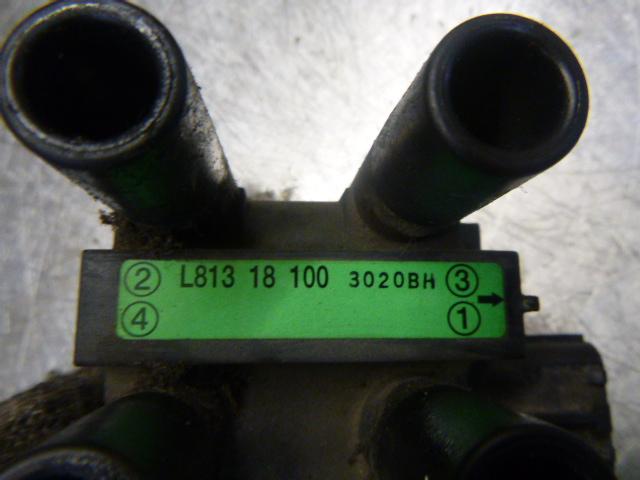 ② L813 18 100 3020BH ③
④ ①